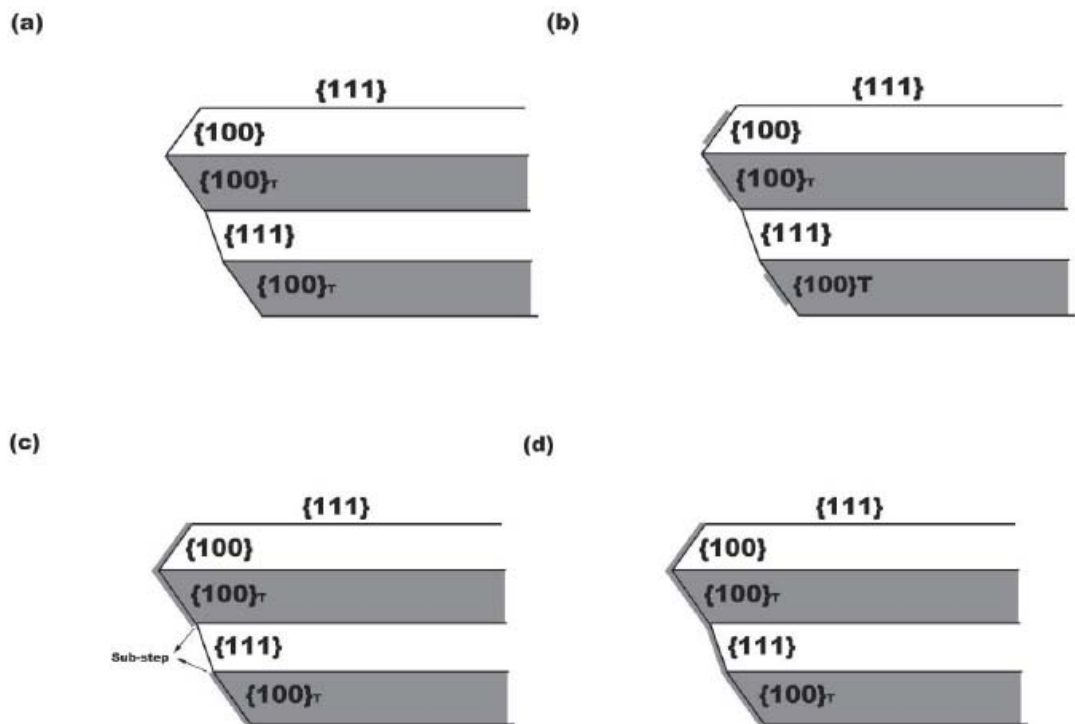 (a)
{111}
{100}
{100}T
{111}
{100}T
(b)
{111}
{100}
{100}T
{111}
{100}T
(c)
{111}
{100}
{100}T
Sub-step
{111}
{100}T
(d)
{111}
{100}
{100}T
{111}
{100}T